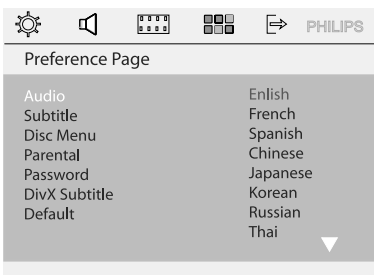 PHILIPS
Preference Page
Audio
Subtitle
Disc Menu
Parental
Password
DivX Subtitle
Default
Enlish
French
Spanish
Chinese
Japanese
Korean
Russian
Thai